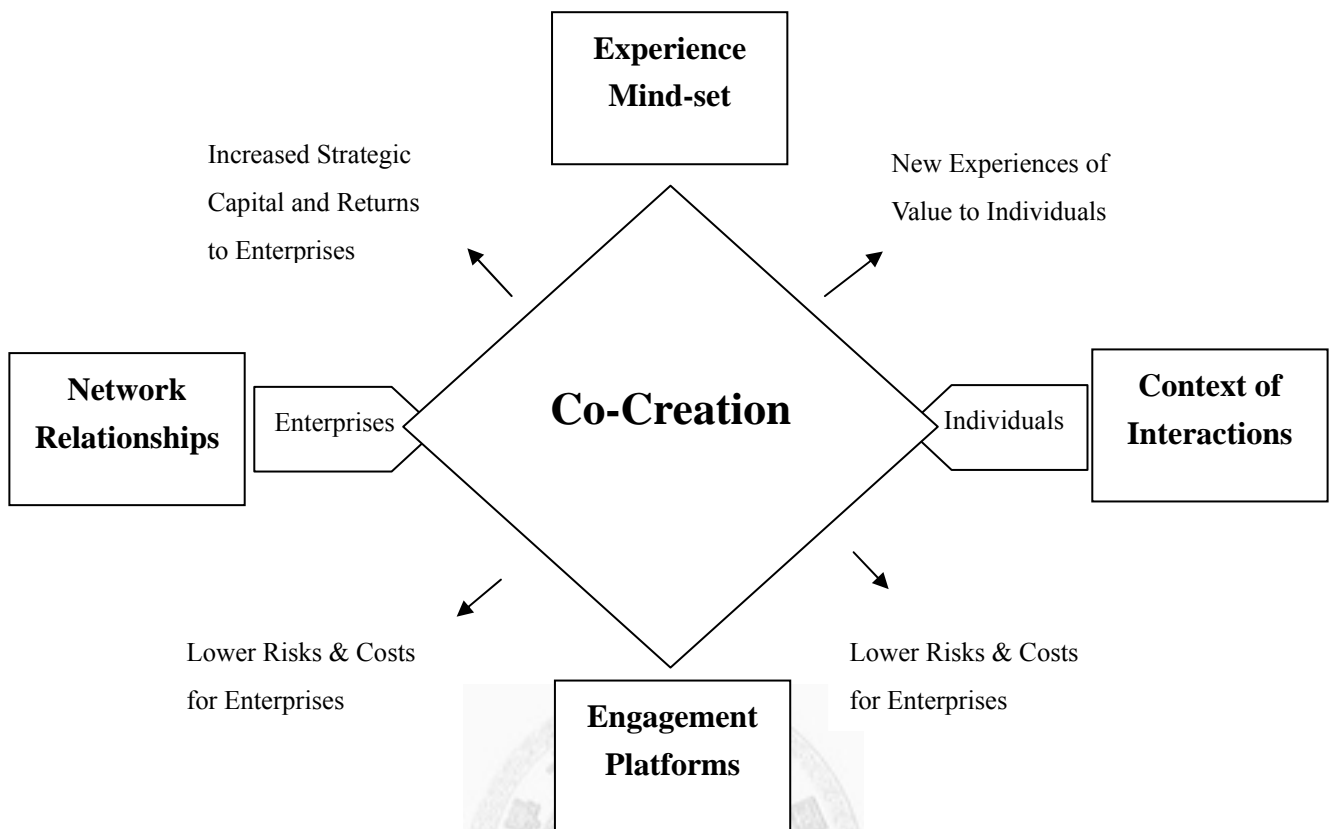 Experience
Mind-set
Increased Strategic
Capital and Returns
to Enterprises
New Experiences of
Value to Individuals
Network
Relationships
Enterprises
Co-Creation
Individuals
Context of
Interactions
Lower Risks & Costs
for Enterprises
Lower Risks & Costs
for Enterprises
Engagement
Platforms